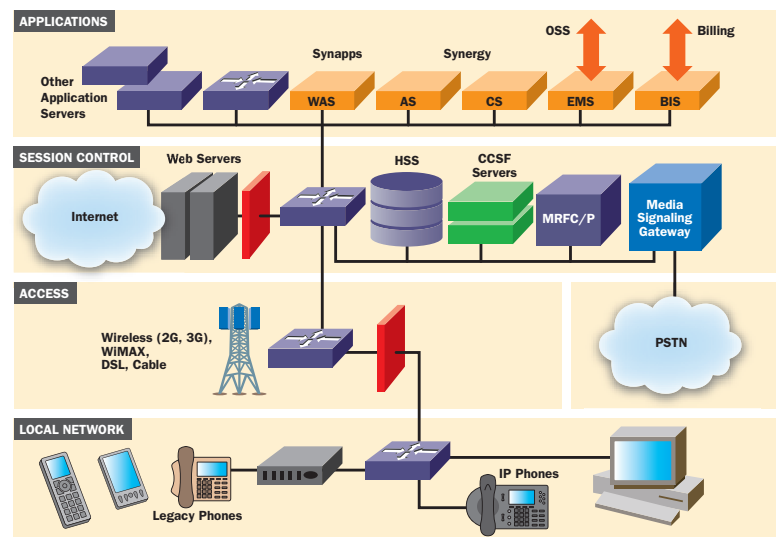 APPLICATIONS
OSS
Billing
Synapps
Synergy
Other
Application
Servers
WAS
AS
CS
EMS
BIS
SESSION CONTROL
Web Servers
HSS
CCSF
Servers
Internet
MRFC/P
Media
Signaling
Gateway
ACCESS
Wireless (2G, 3G),
WiMAX,
DSL, Cable
PSTN
LOCAL NETWORK
IP Phones
Legacy Phones